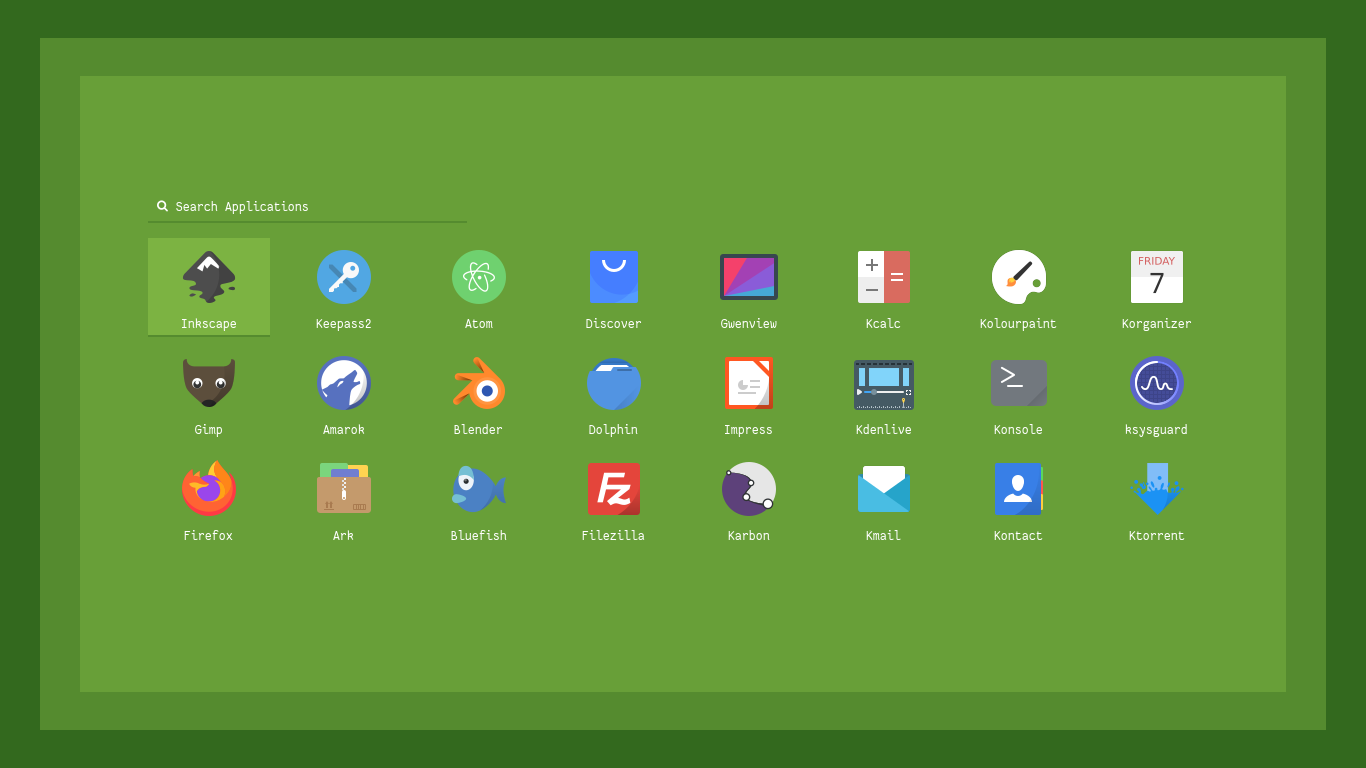 Search Applications
Inkscape Keepass2 Atom Discover Gwenview Kcalc Kolourpaint Korganizer
FRIDAY
7
Gimp Amarok Blender Dolphin Impress Kdenlive Konsole ksysguard
Firefox Ark Bluefish Filezilla Karbon Kmail Kontact Ktorrent
Fz